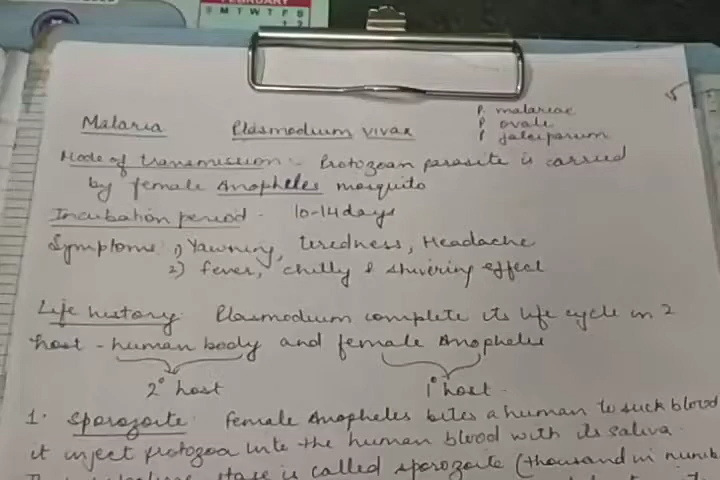 FEBRUARY
S M T W T F S
1 2
Malaria Plasmodium vivax
P. malariae
P ovale
P falciparum
Mode of transmission :- Protozoan parasite is carried
by female Anopheles mosquito
Incubation period - 10-14 days
Symptoms 1) Yawning, tiredness, Headache
2) fever, chilly & shivering effect
Life history Plasmodium complete its life cycle in 2
host - human body and female Anopheles
2° host 1° host -
1. Sporozoite female Anopheles bites a human to suck blood
it inject protozoa into the human blood with its saliva.
stage is called sporozoite (thousand in numb